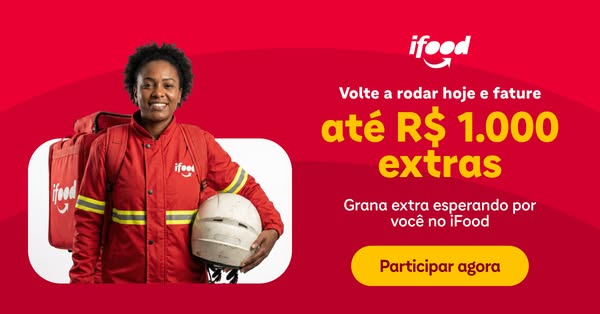 ifood
Volte a rodar hoje e fature
até R$ 1.000
extras
Grana extra esperando por
você no iFood
Participar agora
ifood
ifood